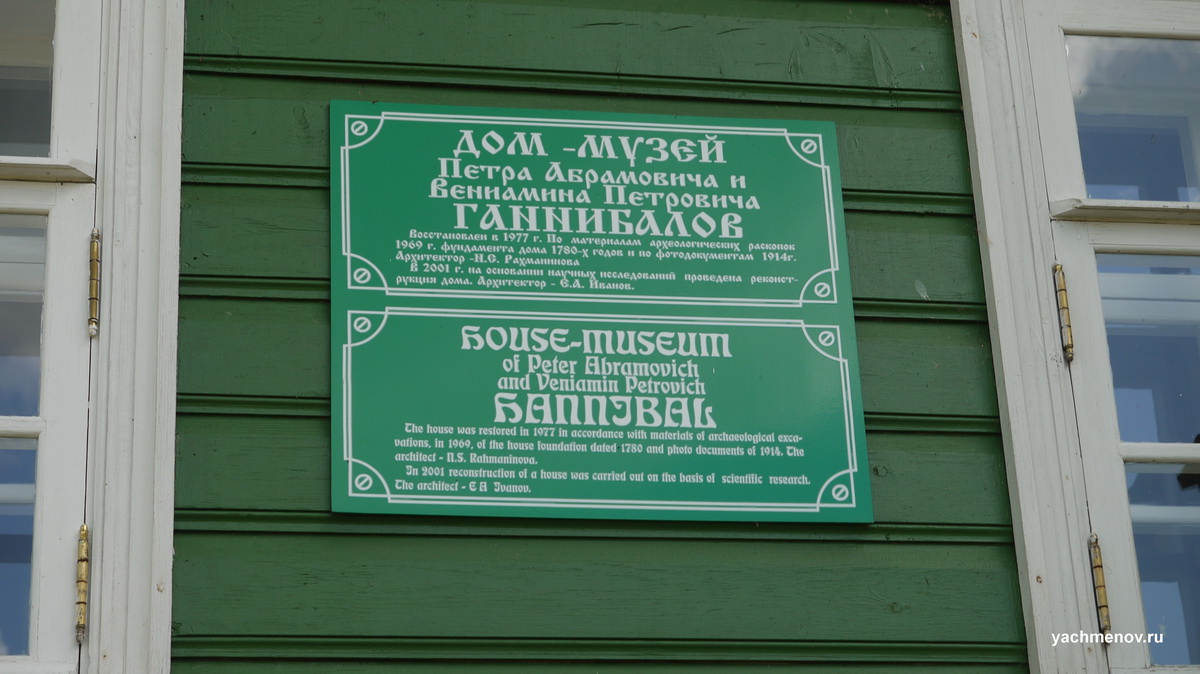 ДОМ -МУЗЕЙ
Петра Абрамовича и
Вениамина Петровича
ГАННИБАЛОВ
Восстановлен в 1977 г. По материалам археологических раскопок
1969 г. фундамента дома 1780-х годов и по фотодокументам 1914г.
Архитектор -Н.С. Рахманинова
В 2001 г. на основании научных исследований проведена реконст-
рукция дома. Архитектор - Е.А. Иванов.
HOUSE-MUSEUM
of Peter Abramovich
and Veniamin Petrovich
HANNIBAL
The house was restored in 1977 in accordance with materials of archaeological exca-
vations, in 1969, of the house foundation dated 1780 and photo documents of 1914. The
architect - N.S. Rahmaninova.
In 2001 reconstruction of a house was carried out on the basis of scientific research.
The architect - E A Ivanov.
yachmenov.ru